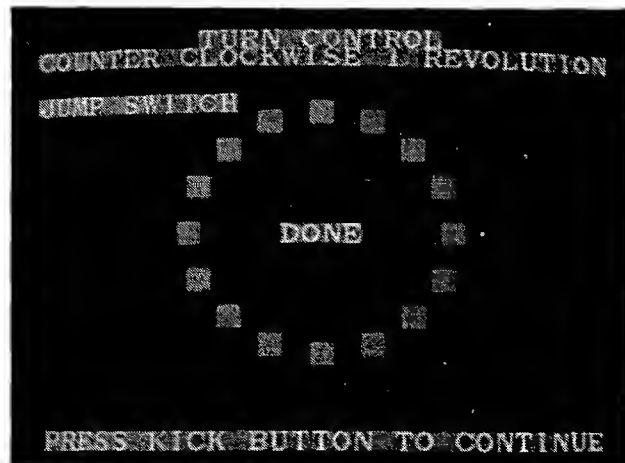 TURN CONTROL
COUNTER CLOCKWISE 1 REVOLUTION
JUMP SWITCH
DONE
PRESS KICK BUTTON TO CONTINUE